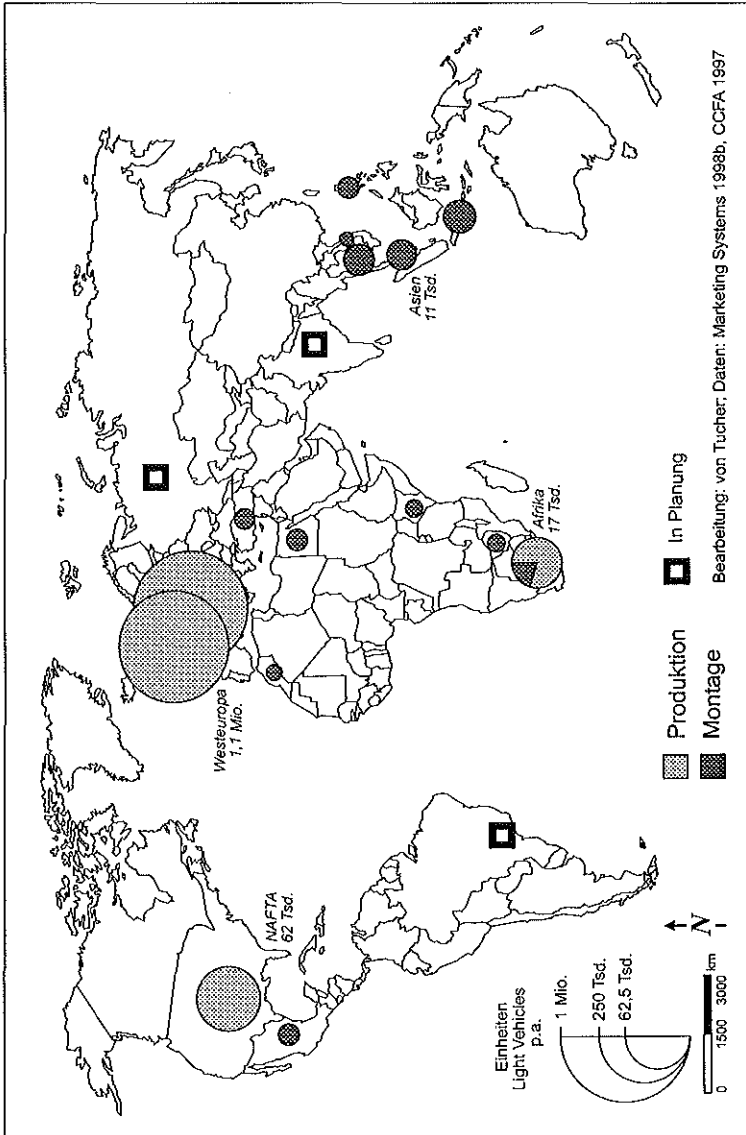 NAFTA
62 Tsd.
Westeuropa
1,1 Mio.
Asien
11 Tsd.
Afrika
17 Tsd.
Einheiten
Light Vehicles
p.a.
1 Mio.
250 Tsd.
62,5 Tsd.
0 1500 3000 km
N
Produktion
Montage
In Planung
Bearbeitung: von Tucher; Daten: Marketing Systems 1998b, CCFA 1997